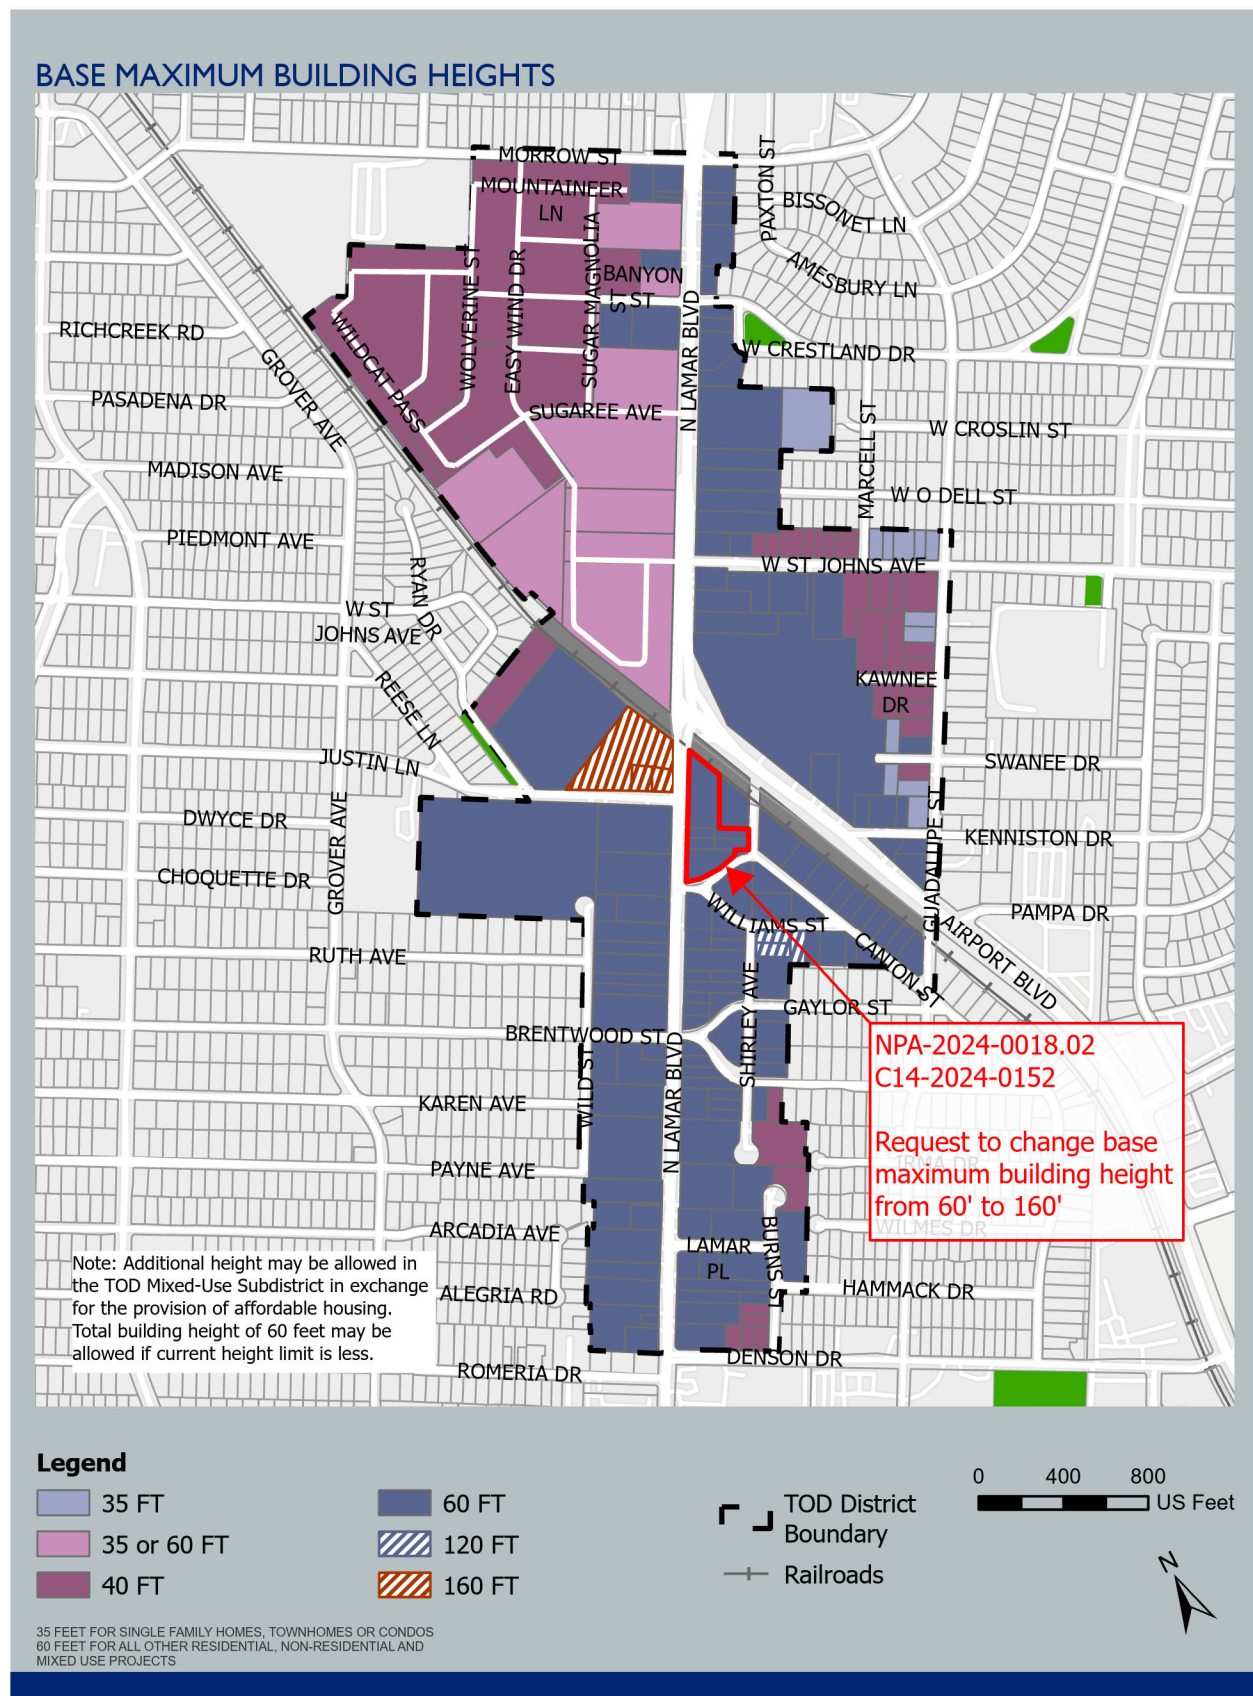 BASE MAXIMUM BUILDING HEIGHTS
MORROW ST
PAXTON ST
MOUNTAINEER
LN
BISSONET LN
AMESBURY LN
WOLVERINE ST
EASY WIND DR
SUGAR MAGNOLIA
ST
BANYON
ST
N LAMAR BLVD
RICHCREEK RD
WILDCAT PASS
GROVER AVE
W CRESTLAND DR
PASADENA DR
SUGAREE AVE
MARCELL ST
W CROSLIN ST
MADISON AVE
W O DELL ST
PIEDMONT AVE
RYAN DR
W ST JOHNS AVE
W ST
JOHNS AVE
REESE LN
KAWNEE
DR
JUSTIN LN
SWANEE DR
DWYCE DR
GROVER AVE
GUADALUPE ST
KENNISTON DR
CHOQUETTE DR
WILLIAMS ST
PAMPA DR
AIRPORT BLVD
CANION ST
RUTH AVE
SHIRLEY AVE
GAYLOR ST
BRENTWOOD ST
N LAMAR BLVD
WILD ST
KAREN AVE
NPA-2024-0018.02
C14-2024-0152
Request to change base
maximum building height
from 60' to 160'
IRMA DR
WILMES DR
PAYNE AVE
ARCADIA AVE
LAMAR
PL
BURNS ST
HAMMACK DR
ALEGRIA RD
DENSON DR
ROMERIA DR
Note: Additional height may be allowed in
the TOD Mixed-Use Subdistrict in exchange
for the provision of affordable housing.
Total building height of 60 feet may be
allowed if current height limit is less.
Legend
35 FT
35 or 60 FT
40 FT
60 FT
120 FT
160 FT
TOD District
Boundary
Railroads
0 400 800
US Feet
N
35 FEET FOR SINGLE FAMILY HOMES, TOWNHOMES OR CONDOS
60 FEET FOR ALL OTHER RESIDENTIAL, NON-RESIDENTIAL AND
MIXED USE PROJECTS